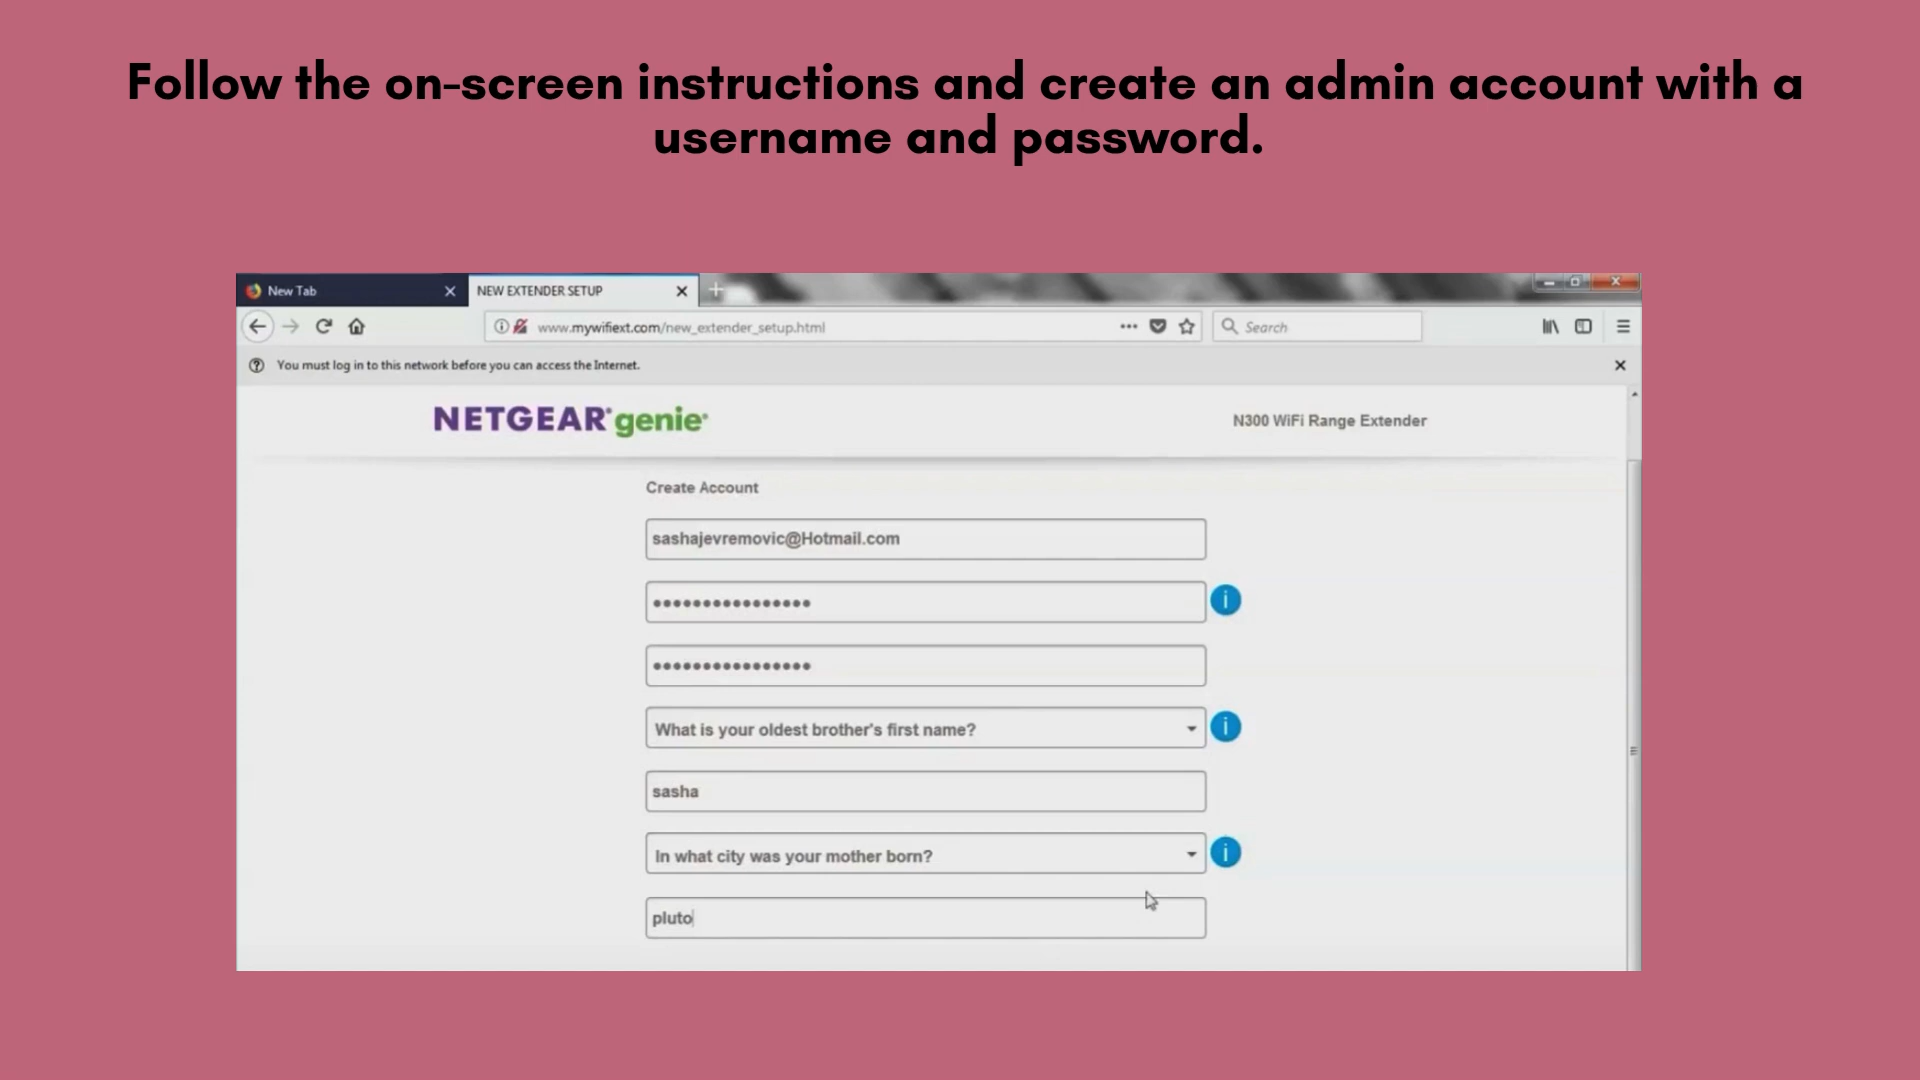 Follow the on-screen instructions and create an admin account with a
username and password.
New Tab
NEW EXTENDER SETUP
www.mywifiext.com/new_extender_setup.html
Search
You must log in to this network before you can access the Internet.
NETGEAR® genie®
N300 WiFi Range Extender
Create Account
sashajevremovic@Hotmail.com
••••••••••••••••
••••••••••••••••
What is your oldest brother's first name?
sasha
In what city was your mother born?
pluto